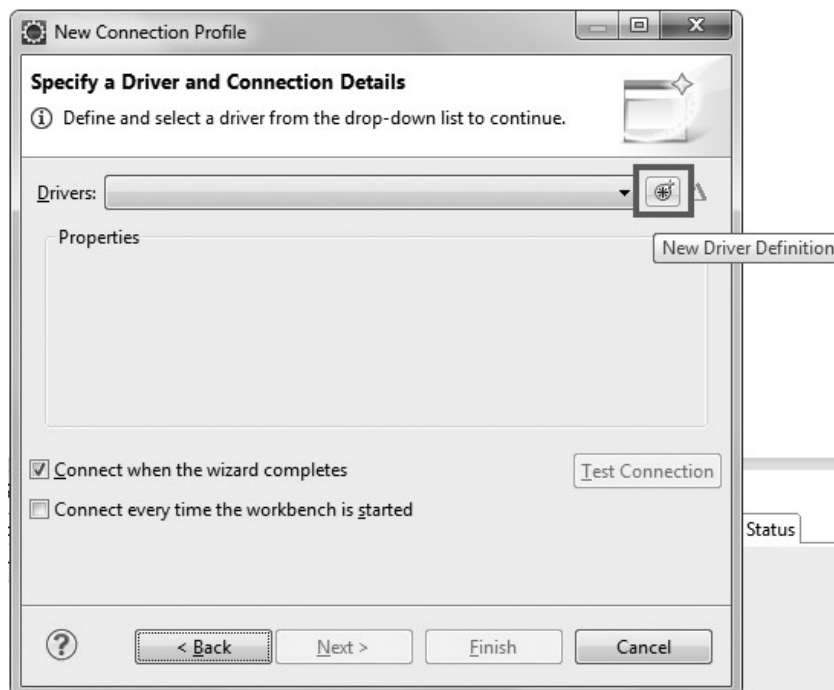 New Connection Profile
Specify a Driver and Connection Details
Define and select a driver from the drop-down list to continue.
Drivers:
New Driver Definition
Properties
Connect when the wizard completes
Test Connection
Connect every time the workbench is started
Status
< Back
Next >
Finish
Cancel